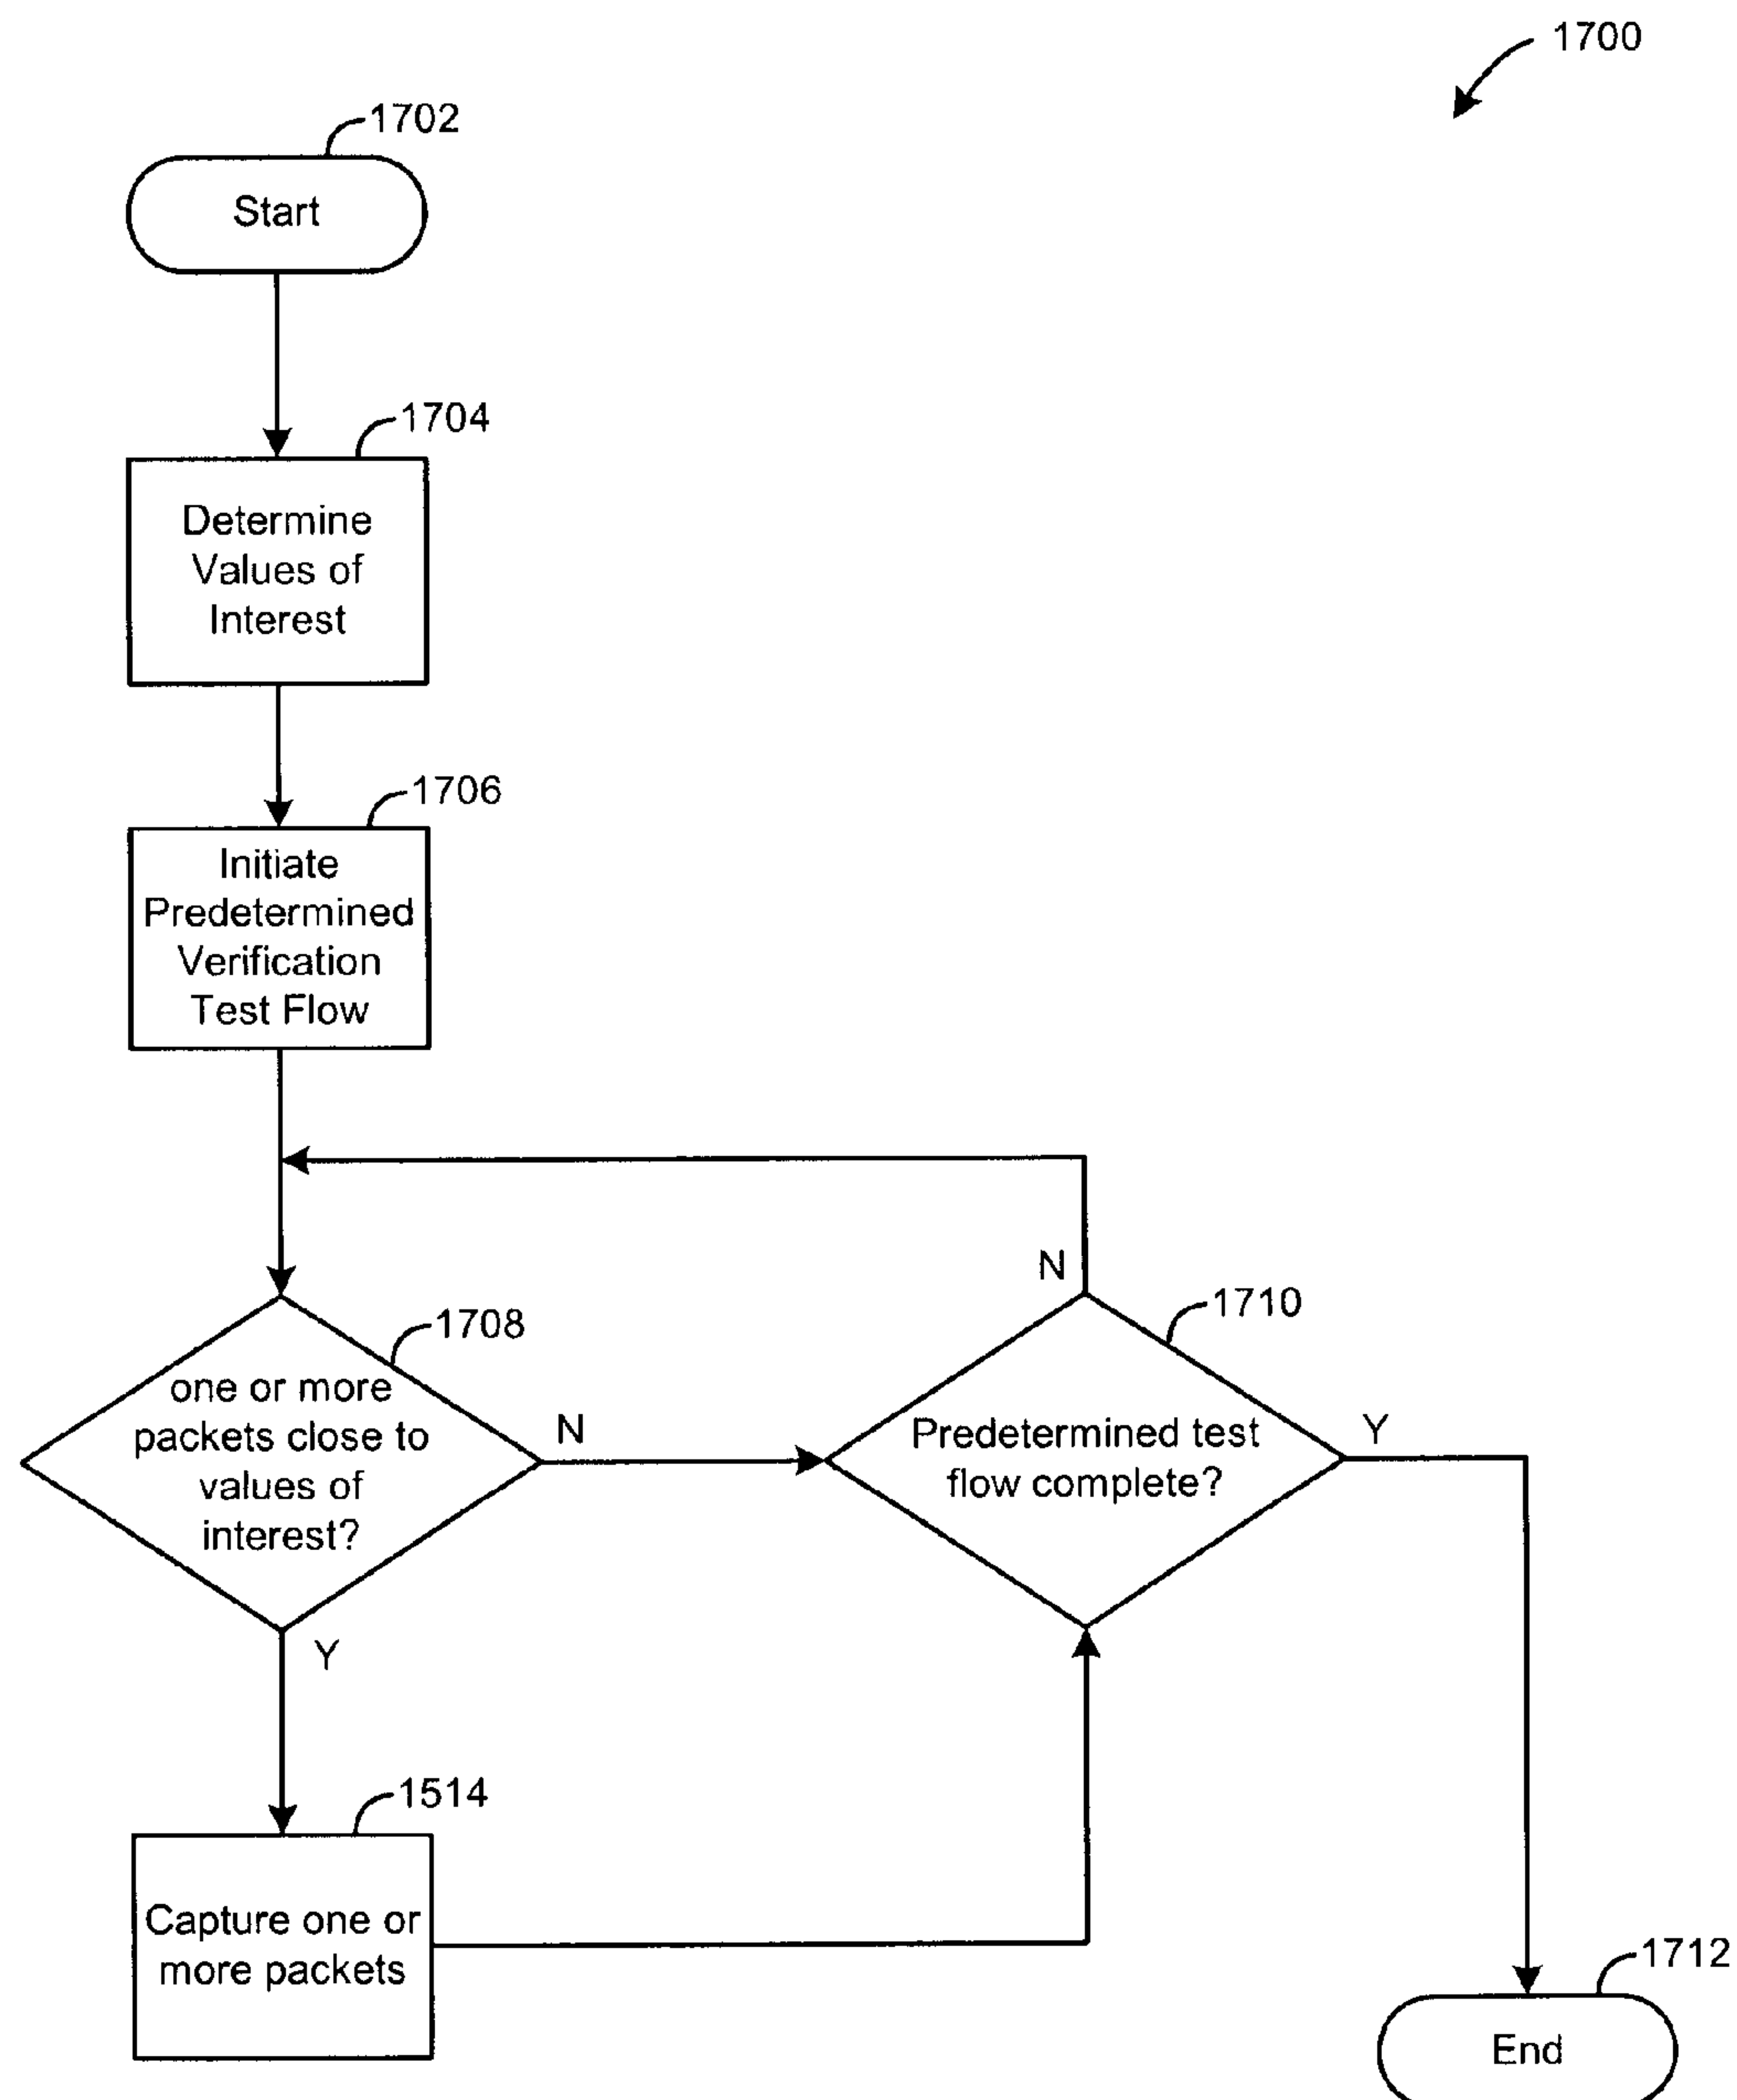 1700
1702
Start
1704
Determine
Values of
Interest
1706
Initiate
Predetermined
Verification
Test Flow
N
1710
1708
one or more
packets close to
values of
interest?
N
Predetermined test
flow complete?
Y
Y
1514
Capture one or
more packets
1712
End